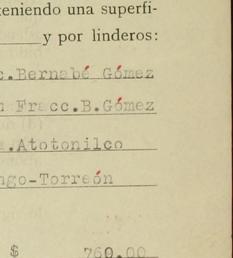 teniendo una superfi-
y por linderos:
c.Bernabé Gómez
n Fracc.B.Gómez
.Atotonilco
ngo-Torreón
$ 760.00